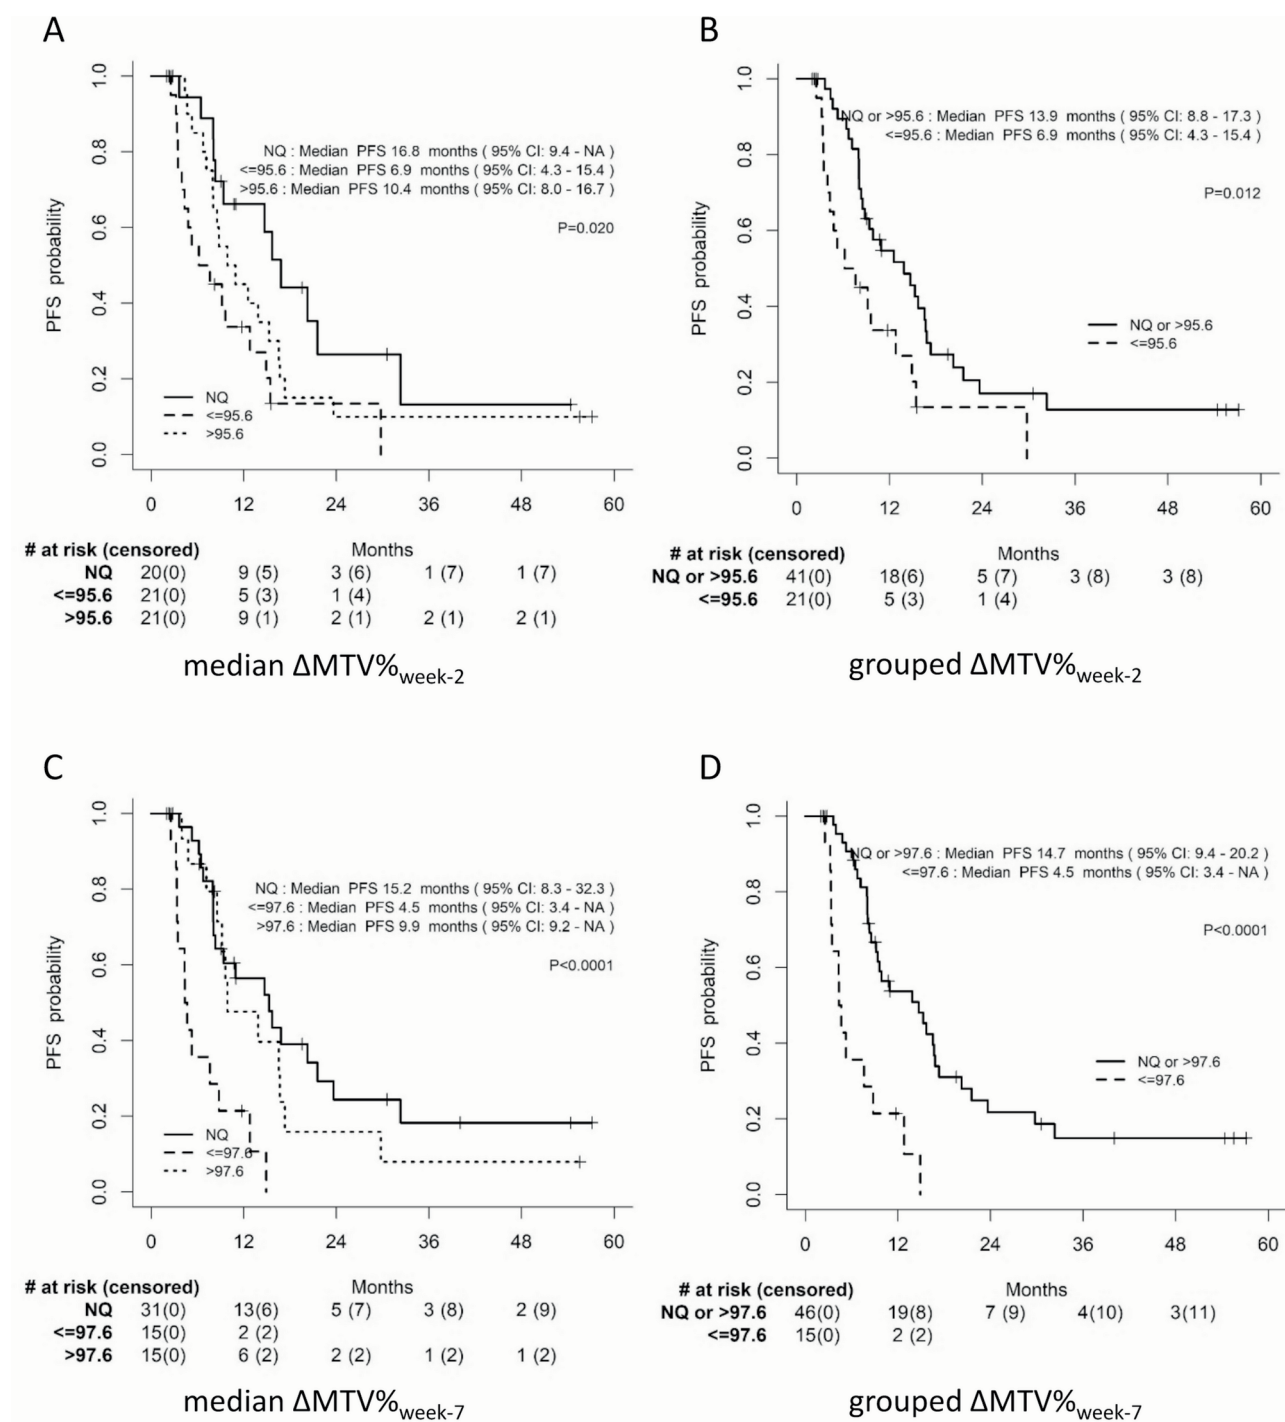 A
1.0
0.8
0.6
0.4
0.2
0.0
PFS probability
NQ : Median PFS 16.8 months ( 95% CI: 9.4 - NA )
<=95.6 : Median PFS 6.9 months ( 95% CI: 4.3 - 15.4 )
>95.6 : Median PFS 10.4 months ( 95% CI: 8.0 - 16.7 )
P=0.020
NQ
<=95.6
>95.6
0 12 24 36 48 60
# at risk (censored) Months
NQ 20(0) 9 (5) 3 (6) 1 (7) 1 (7)
<=95.6 21(0) 5 (3) 1 (4)
>95.6 21(0) 9 (1) 2 (1) 2 (1) 2 (1)
median ΔMTV%week-2
B
1.0
0.8
0.6
0.4
0.2
0.0
PFS probability
NQ or >95.6 : Median PFS 13.9 months ( 95% CI: 8.8 - 17.3 )
<=95.6 : Median PFS 6.9 months ( 95% CI: 4.3 - 15.4 )
P=0.012
NQ or >95.6
<=95.6
0 12 24 36 48 60
# at risk (censored) Months
NQ or >95.6 41(0) 18(6) 5 (7) 3 (8) 3 (8)
<=95.6 21(0) 5 (3) 1 (4)
grouped ΔMTV%week-2
C
1.0
0.8
0.6
0.4
0.2
0.0
PFS probability
NQ : Median PFS 15.2 months ( 95% CI: 8.3 - 32.3 )
<=97.6 : Median PFS 4.5 months ( 95% CI: 3.4 - NA )
>97.6 : Median PFS 9.9 months ( 95% CI: 9.2 - NA )
P<0.0001
NQ
<=97.6
>97.6
0 12 24 36 48 60
# at risk (censored) Months
NQ 31(0) 13(6) 5 (7) 3 (8) 2 (9)
<=97.6 15(0) 2 (2)
>97.6 15(0) 6 (2) 2 (2) 1 (2) 1 (2)
median ΔMTV%week-7
D
1.0
0.8
0.6
0.4
0.2
0.0
PFS probability
NQ or >97.6 : Median PFS 14.7 months ( 95% CI: 9.4 - 20.2 )
<=97.6 : Median PFS 4.5 months ( 95% CI: 3.4 - NA )
P<0.0001
NQ or >97.6
<=97.6
0 12 24 36 48 60
# at risk (censored) Months
NQ or >97.6 46(0) 19(8) 7 (9) 4(10) 3(11)
<=97.6 15(0) 2 (2)
grouped ΔMTV%week-7